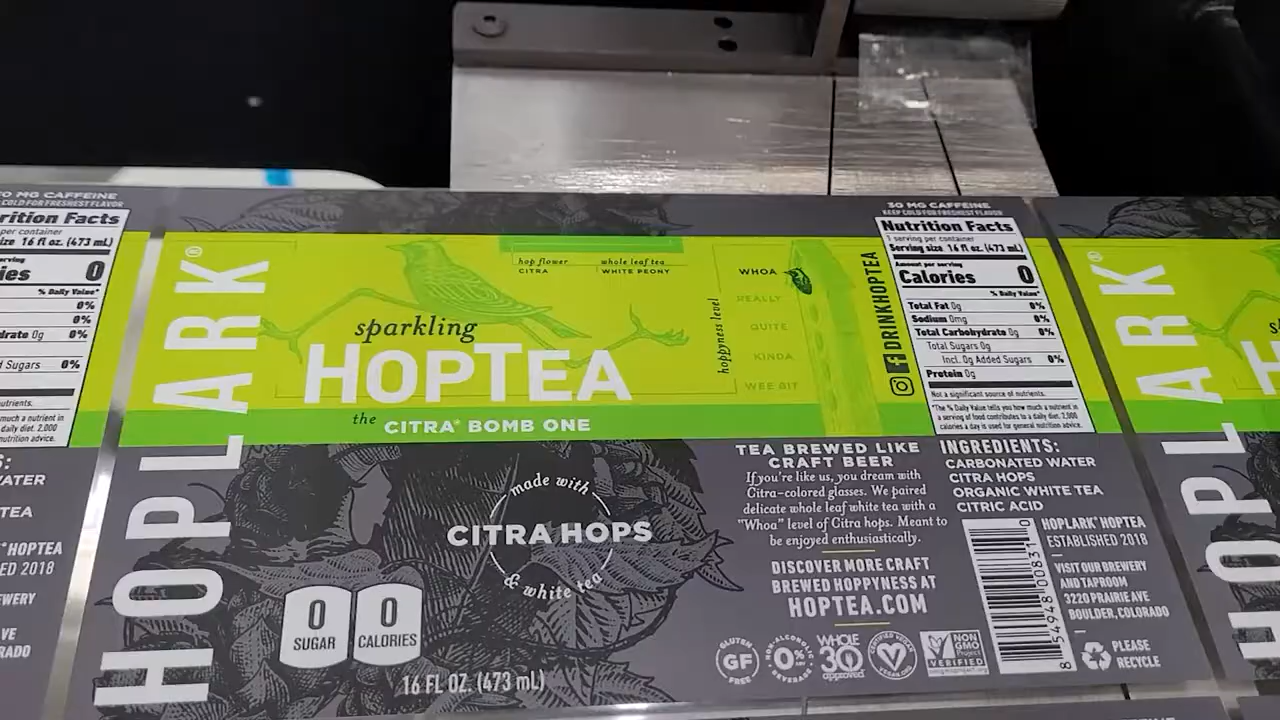 0 MG CAFFEINE
COLD FOR FRESHEST FLAVOR
rition Facts
per container
ize 16 fl oz. (473 mL)
serving
ies 0
% Daily Value*
0%
0%
drate 0g 0%
d Sugars 0%
utrients.
much a nutrient in
daily diet. 2,000
nutrition advice.
S:
WATER
TEA
HOPTEA
ED 2018
EWERY
VE
RADO
HOPLARK®
hop flower
CITRA
whole leaf tea
WHITE PEONY
sparkling
HOPTEA
the CITRA® BOMB ONE
hoppyness level
WHOA
REALLY
QUITE
KINDA
WEE BIT
DRINKHOPTEA
made with
CITRA HOPS
& white tea
0
SUGAR
0
CALORIES
16 FL OZ. (473 mL)
TEA BREWED LIKE
CRAFT BEER
If you're like us, you dream with
Citra-colored glasses. We paired
delicate whole leaf white tea with a
"Whoa" level of Citra hops. Meant to
be enjoyed enthusiastically.
DISCOVER MORE CRAFT
BREWED HOPPYNESS AT
HOPTEA.COM
GLUTEN
GF
FREE
NON-ALCOHOLIC
0%
BEVERAGE
WHOLE
30
approved
CERTIFIED VEGAN
V
VEGAN.ORG
NON
GMO
Project
VERIFIED
30 MG CAFFEINE
KEEP COLD FOR FRESHEST FLAVOR
Nutrition Facts
1 serving per container
Serving size 16 fl oz. (473 mL)
Amount per serving
Calories 0
% Daily Value*
Total Fat 0g 0%
Sodium 0mg 0%
Total Carbohydrate 0g 0%
Total Sugars 0g
Incl. 0g Added Sugars 0%
Protein 0g
Not a significant source of nutrients.
*The % Daily Value tells you how much a nutrient in
a serving of food contributes to a daily diet. 2,000
calories a day is used for general nutrition advice.
INGREDIENTS:
CARBONATED WATER
CITRA HOPS
ORGANIC WHITE TEA
CITRIC ACID
HOPLARK® HOPTEA
ESTABLISHED 2018
VISIT OUR BREWERY
AND TAPROOM
3220 PRAIRIE AVE
BOULDER, COLORADO
PLEASE
RECYCLE
8 54948 00831 0
HOPLARK®
s
T